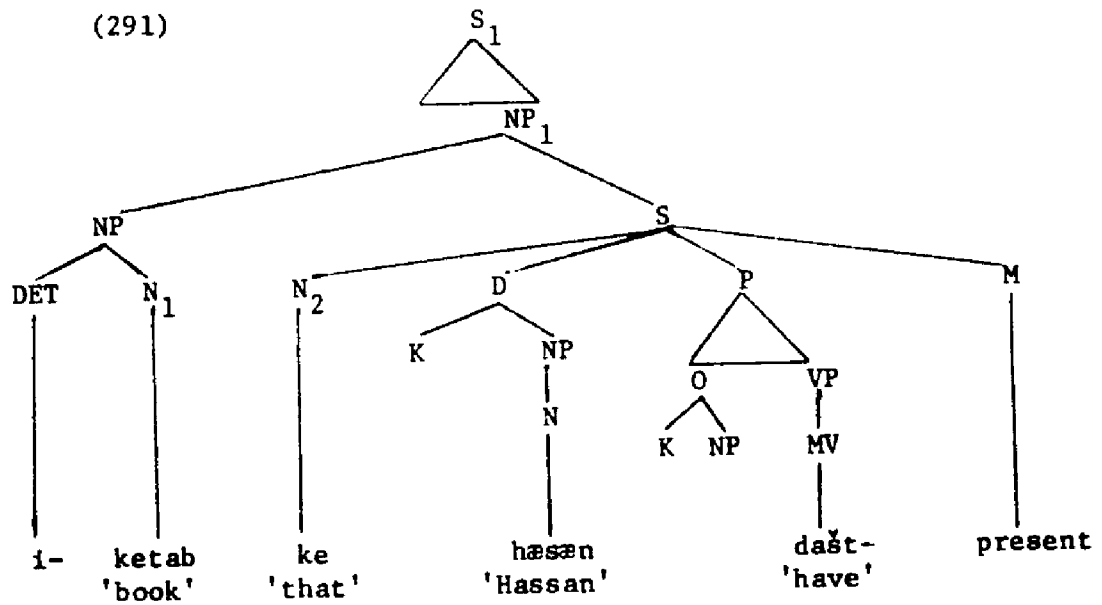 (291)
S1
NP1
NP S
DET N1 N2 D P M
K NP O VP
N K NP MV
i- ketab ke hæsæn dašt- present
'book' 'that' 'Hassan' 'have'